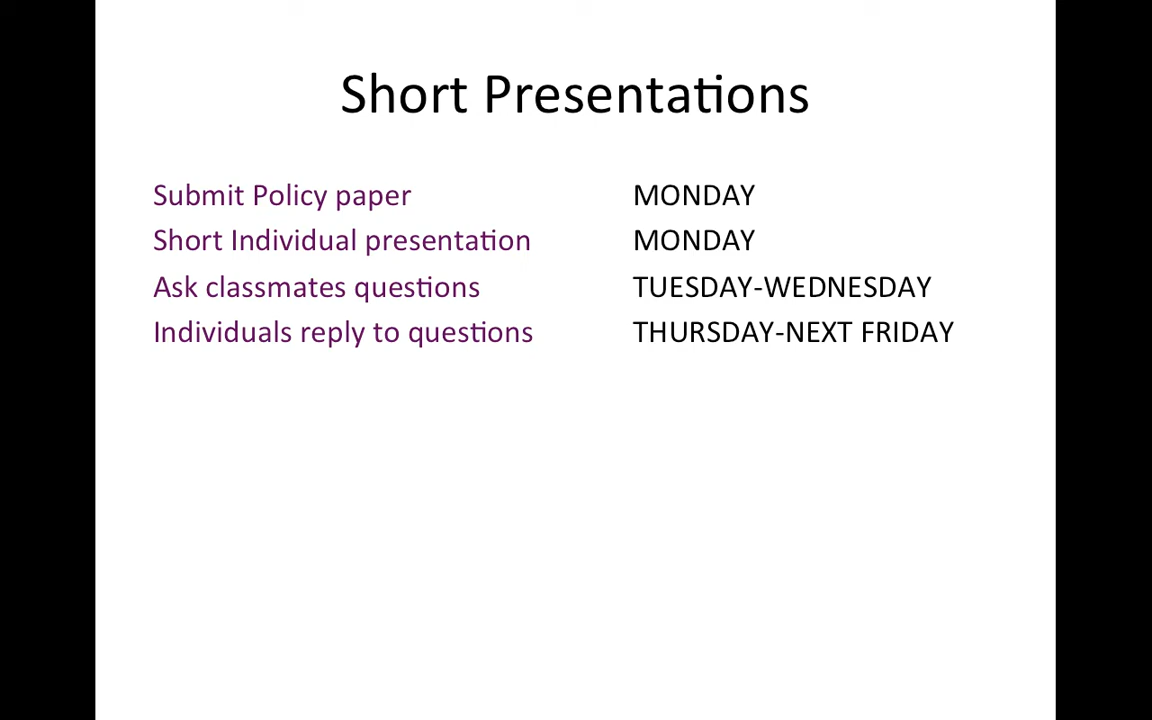 Short Presentations
Submit Policy paper MONDAY
Short Individual presentation MONDAY
Ask classmates questions TUESDAY-WEDNESDAY
Individuals reply to questions THURSDAY-NEXT FRIDAY